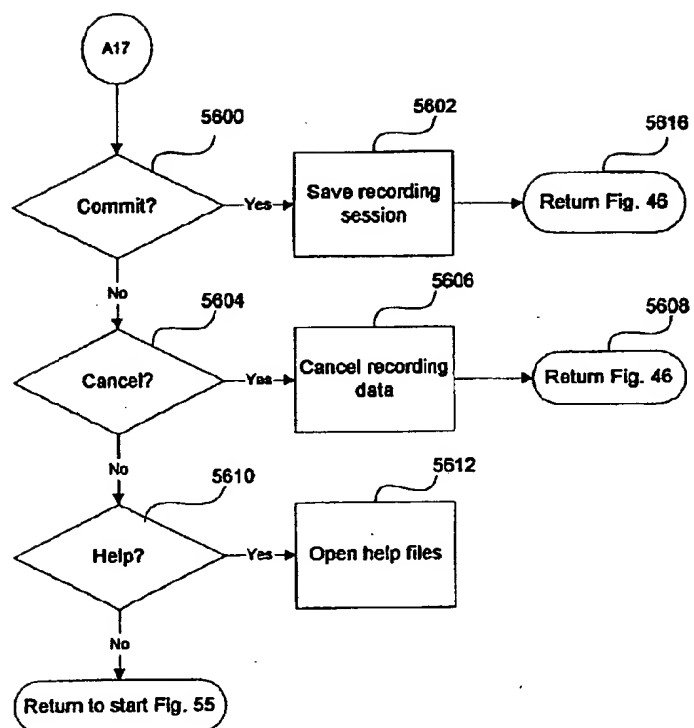 A17
5600
5602
5616
Commit?
Yes
Save recording
session
Return Fig. 46
No
5604
5606
5608
Cancel?
Yes
Cancel recording
data
Return Fig. 46
No
5610
5612
Help?
Yes
Open help files
No
Return to start Fig. 55